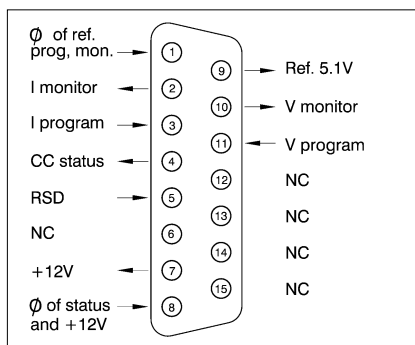 Ø of ref.
prog, mon.
1
I monitor
2
I program
3
CC status
4
RSD
5
NC
6
+12V
7
Ø of status
and +12V
8
9
Ref. 5.1V
10
V monitor
11
V program
12
NC
13
NC
14
NC
15
NC